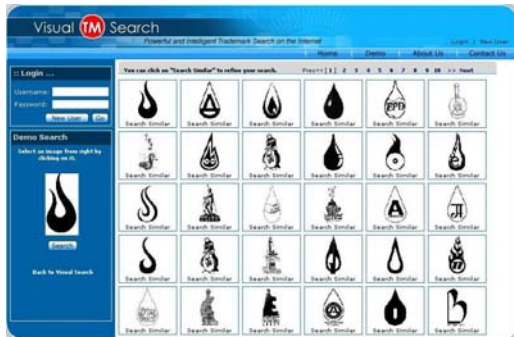 Visual TM Search
Powerful and Intelligent Trademark Search on the Internet
Login | New User
Home Demo About Us Contact Us
:: Login ...
Username:
Password:
New User Go
Demo Search
Select an image from right by
clicking on it.
Search
Back to Visual Search
You can click on "Search Similar" to refine your search. Prev<< [1] 2 3 4 5 6 7 8 9 10 >> Next
EPD
Search Similar Search Similar Search Similar Search Similar Search Similar Search Similar
Search Similar Search Similar Search Similar Search Similar Search Similar Search Similar
A
Search Similar Search Similar Search Similar Search Similar Search Similar Search Similar
Search Similar Search Similar Search Similar Search Similar Search Similar Search Similar
E
Search Similar Search Similar Search Similar Search Similar Search Similar Search Similar